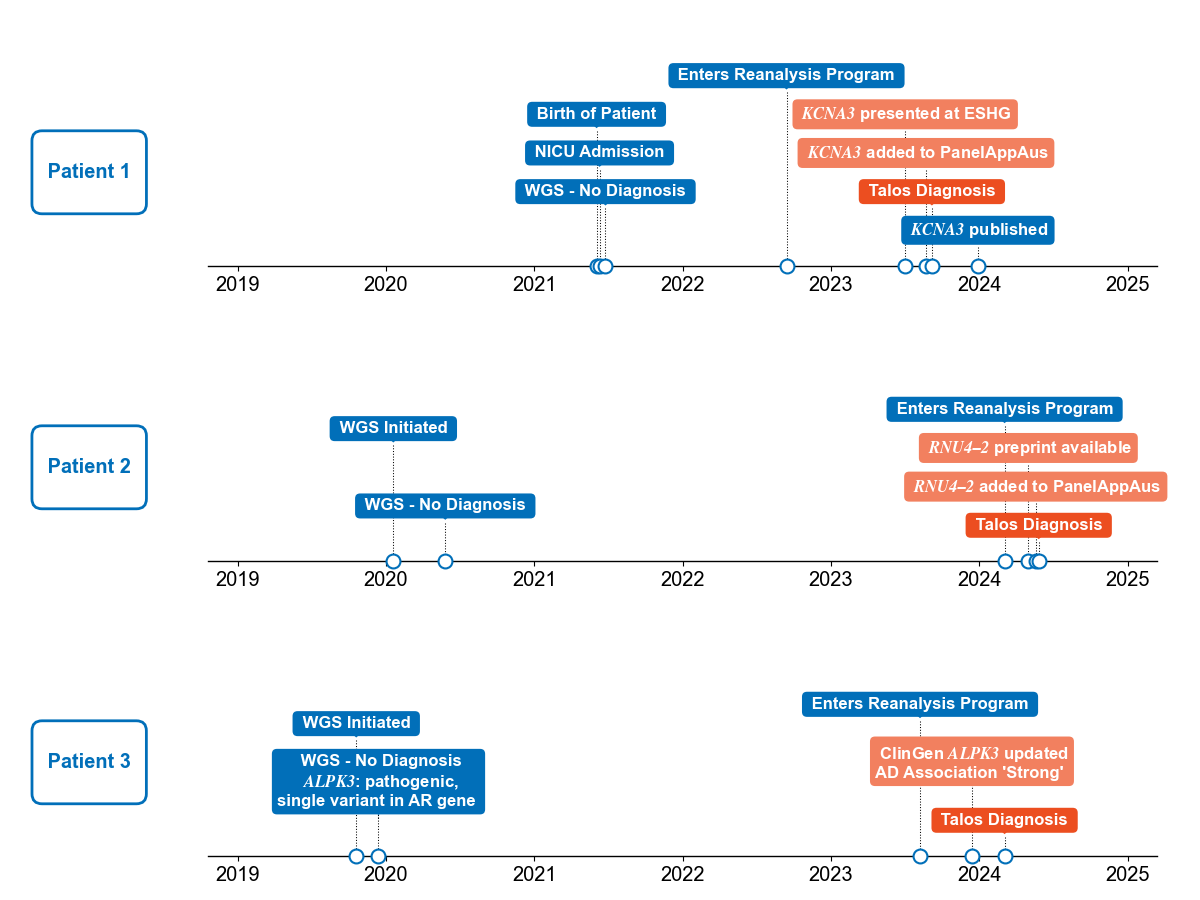 Enters Reanalysis Program
Birth of Patient
KCNA3 presented at ESHG
NICU Admission
KCNA3 added to PanelAppAus
Patient 1
WGS - No Diagnosis
Talos Diagnosis
KCNA3 published
2019 2020 2021 2022 2023 2024 2025
Enters Reanalysis Program
WGS Initiated
RNU4–2 preprint available
Patient 2
RNU4–2 added to PanelAppAus
WGS - No Diagnosis
Talos Diagnosis
2019 2020 2021 2022 2023 2024 2025
Enters Reanalysis Program
WGS Initiated
Patient 3
WGS - No Diagnosis
ALPK3: pathogenic,
single variant in AR gene
ClinGen ALPK3 updated
AD Association 'Strong'
Talos Diagnosis
2019 2020 2021 2022 2023 2024 2025